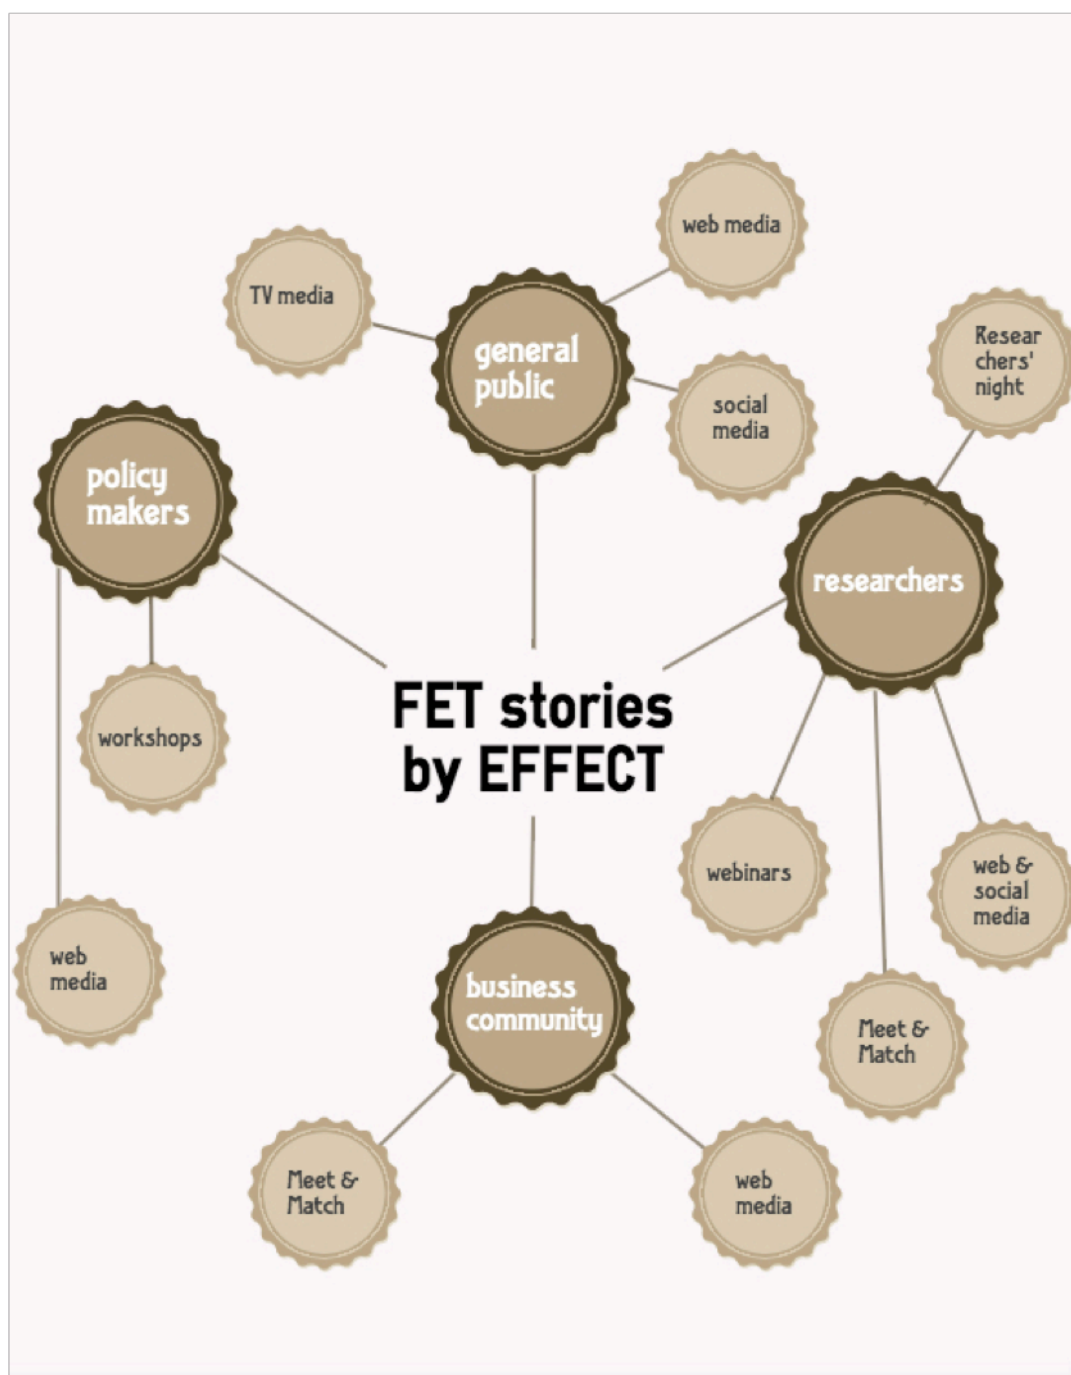 web media
TV media
general
public
Resear
chers'
night
social
media
policy
makers
researchers
FET stories
by EFFECT
workshops
webinars
web &
social
media
web
media
business
community
Meet &
Match
Meet &
Match
web
media